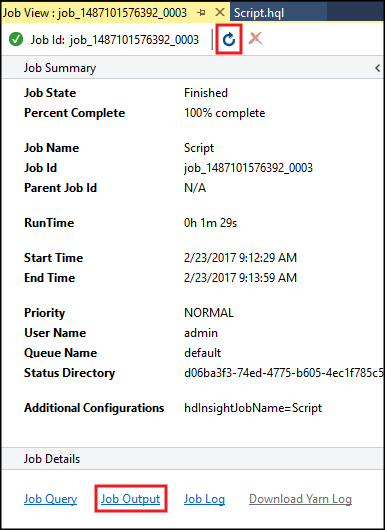 Job View : job_1487101576392_0003 Script.hql
Job Id: job_1487101576392_0003
Job Summary
Job State Finished
Percent Complete 100% complete
Job Name Script
Job Id job_1487101576392_0003
Parent Job Id N/A
RunTime 0h 1m 29s
Start Time 2/23/2017 9:12:29 AM
End Time 2/23/2017 9:13:59 AM
Priority NORMAL
User Name admin
Queue Name default
Status Directory d06ba3f3-74ed-4775-b605-4ec1f785c5
Additional Configurations hdInsightJobName=Script
Job Details
Job Query Job Output Job Log Download Yarn Log